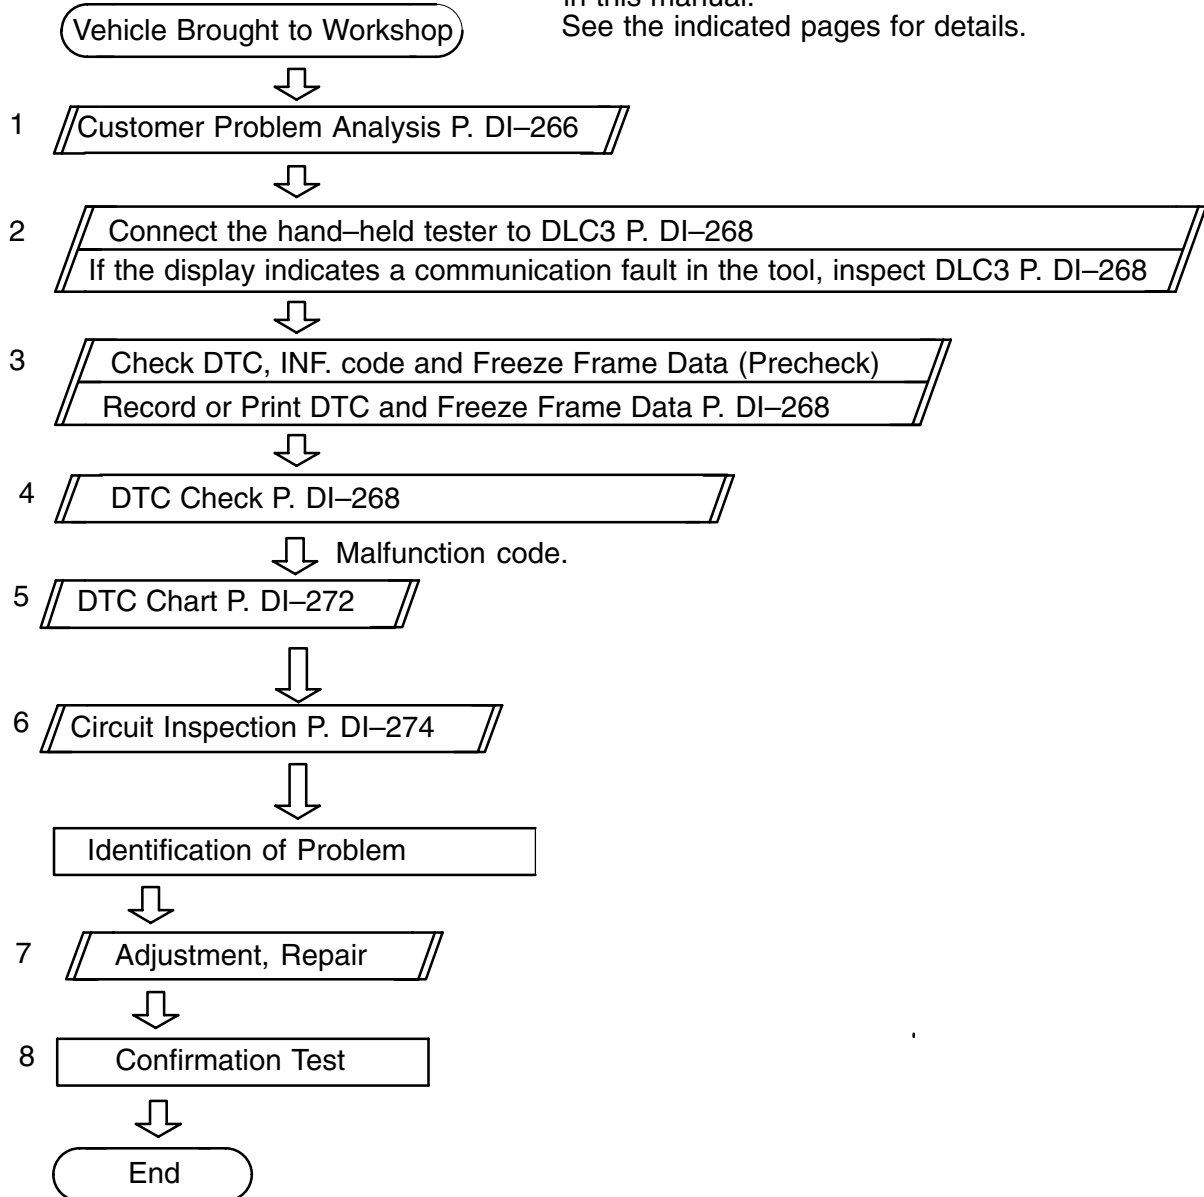 in this manual.
See the indicated pages for details.
Vehicle Brought to Workshop
1 Customer Problem Analysis P. DI–266
2 Connect the hand–held tester to DLC3 P. DI–268
If the display indicates a communication fault in the tool, inspect DLC3 P. DI–268
3 Check DTC, INF. code and Freeze Frame Data (Precheck)
Record or Print DTC and Freeze Frame Data P. DI–268
4 DTC Check P. DI–268
Malfunction code.
5 DTC Chart P. DI–272
6 Circuit Inspection P. DI–274
Identification of Problem
7 Adjustment, Repair
8 Confirmation Test
End